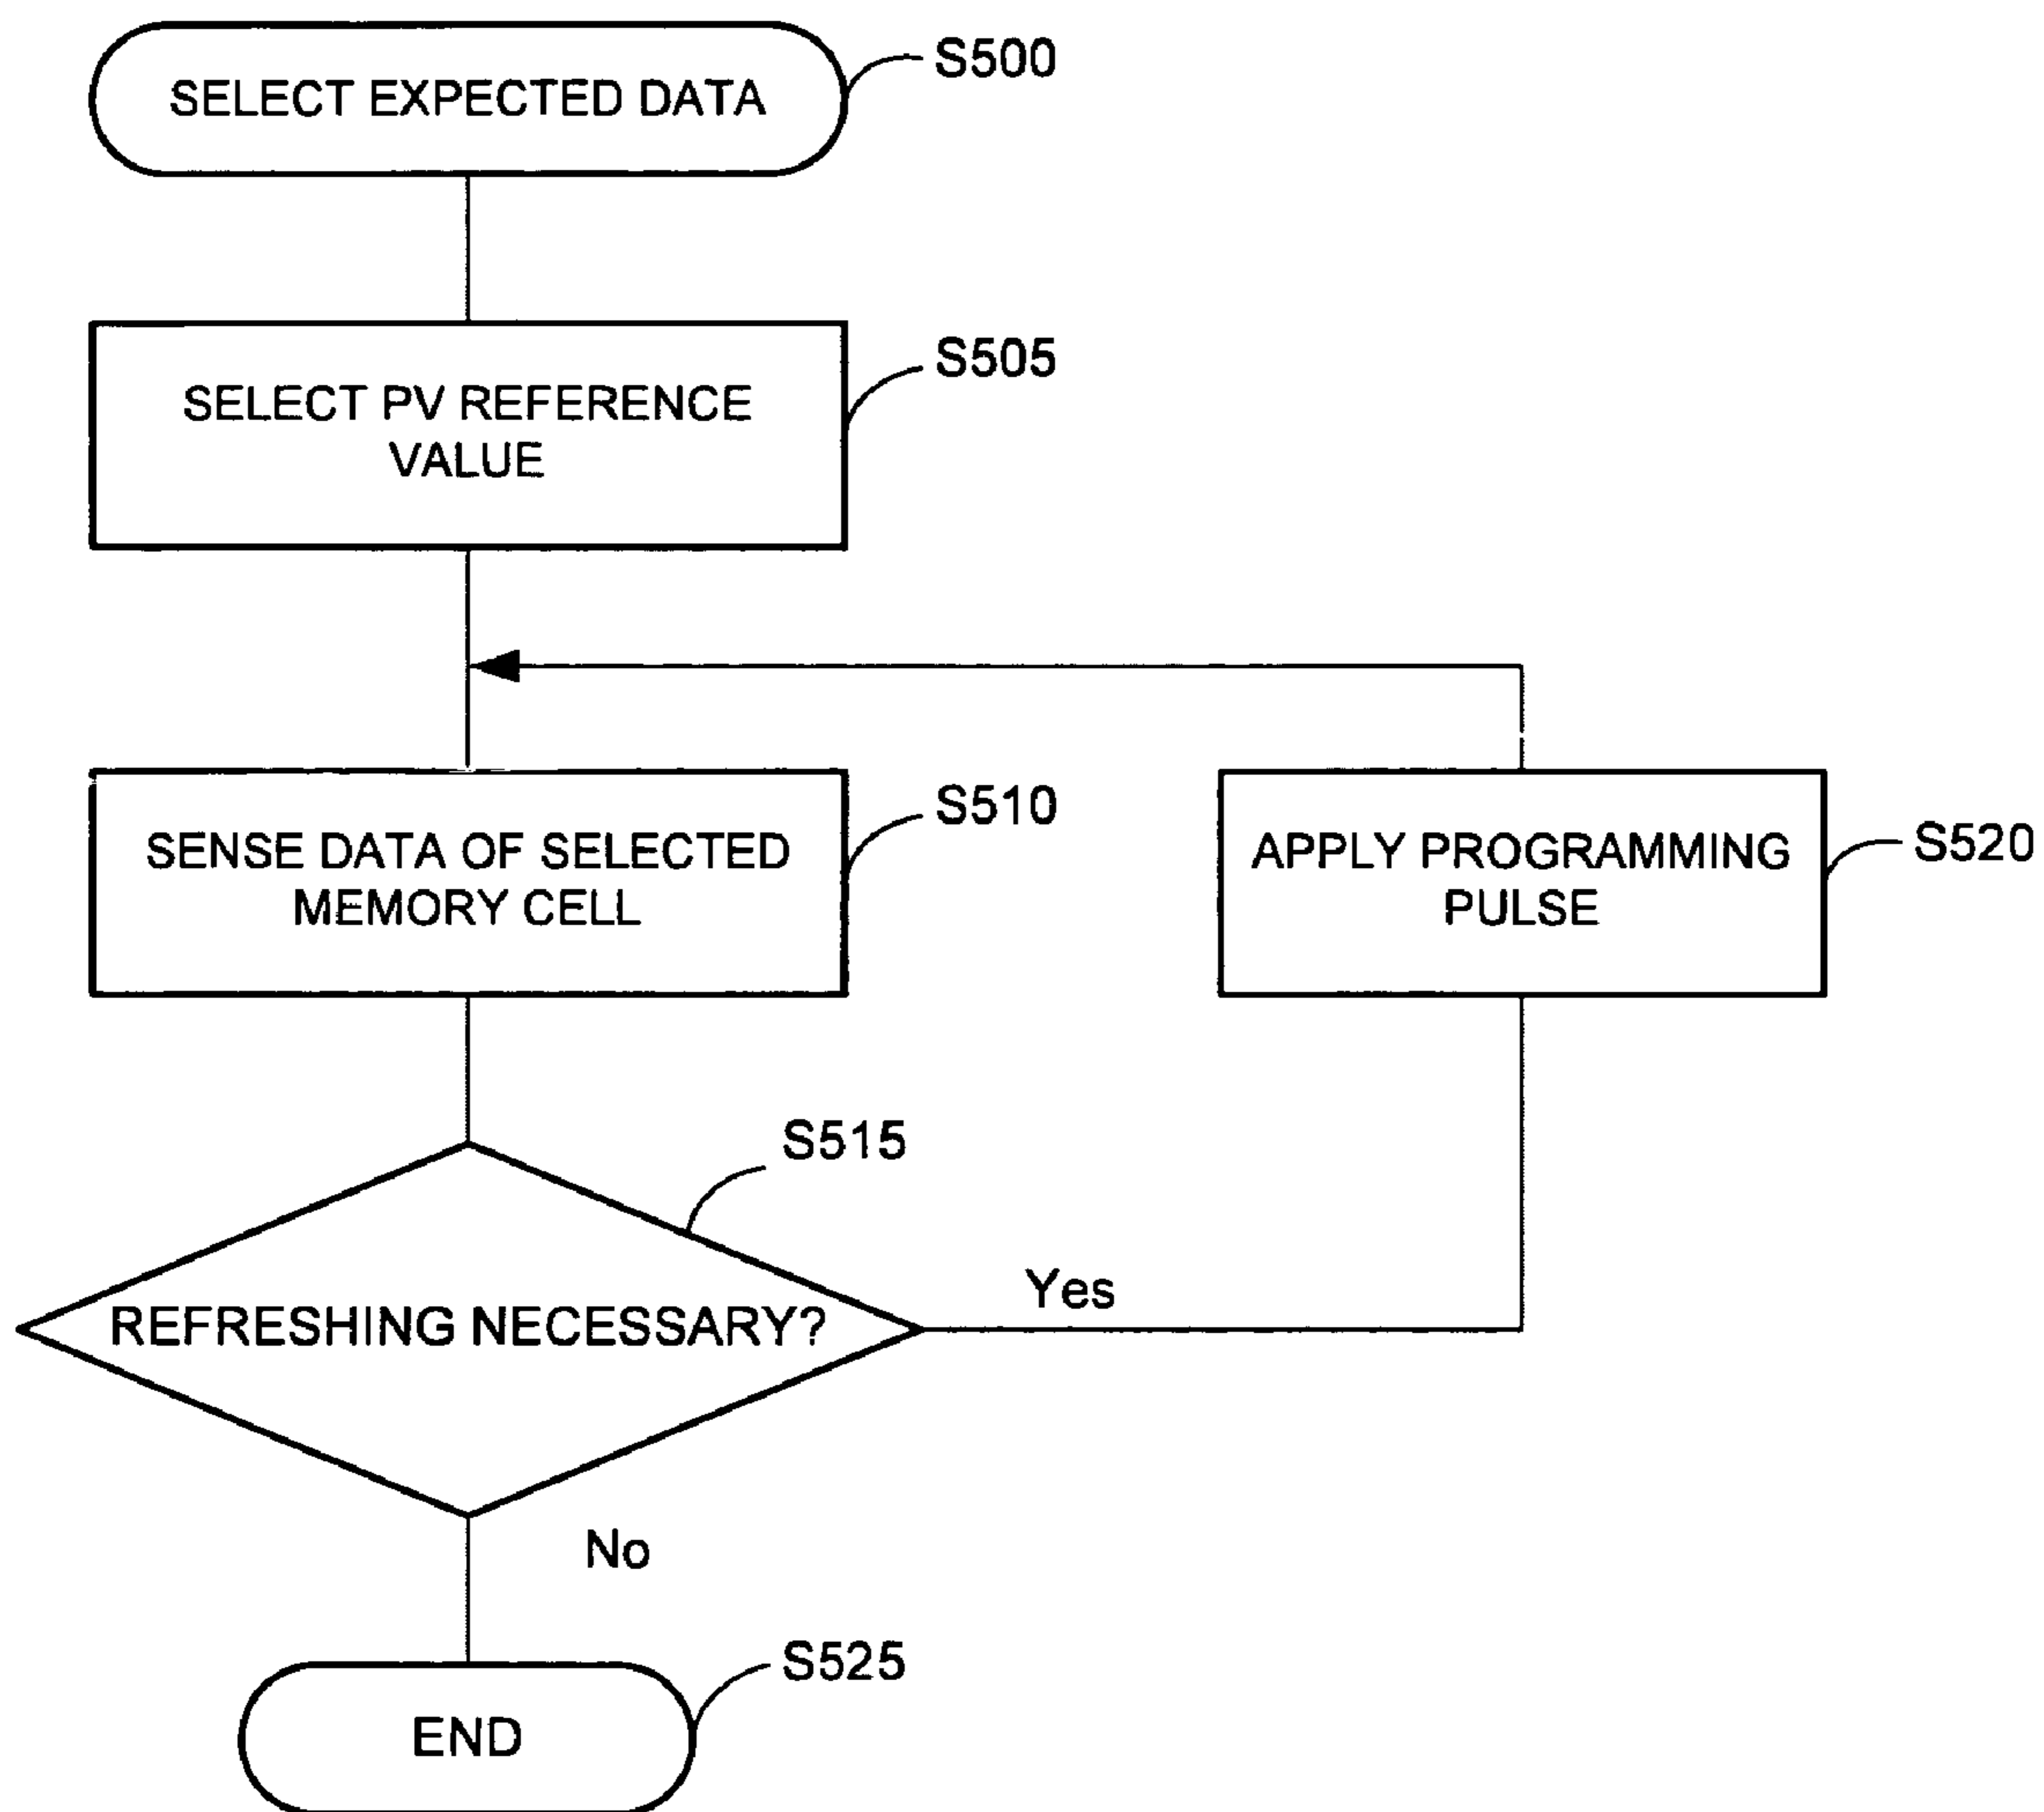 SELECT EXPECTED DATA
S500
SELECT PV REFERENCE
VALUE
S505
SENSE DATA OF SELECTED
MEMORY CELL
S510
APPLY PROGRAMMING
PULSE
S520
S515
REFRESHING NECESSARY?
Yes
No
S525
END